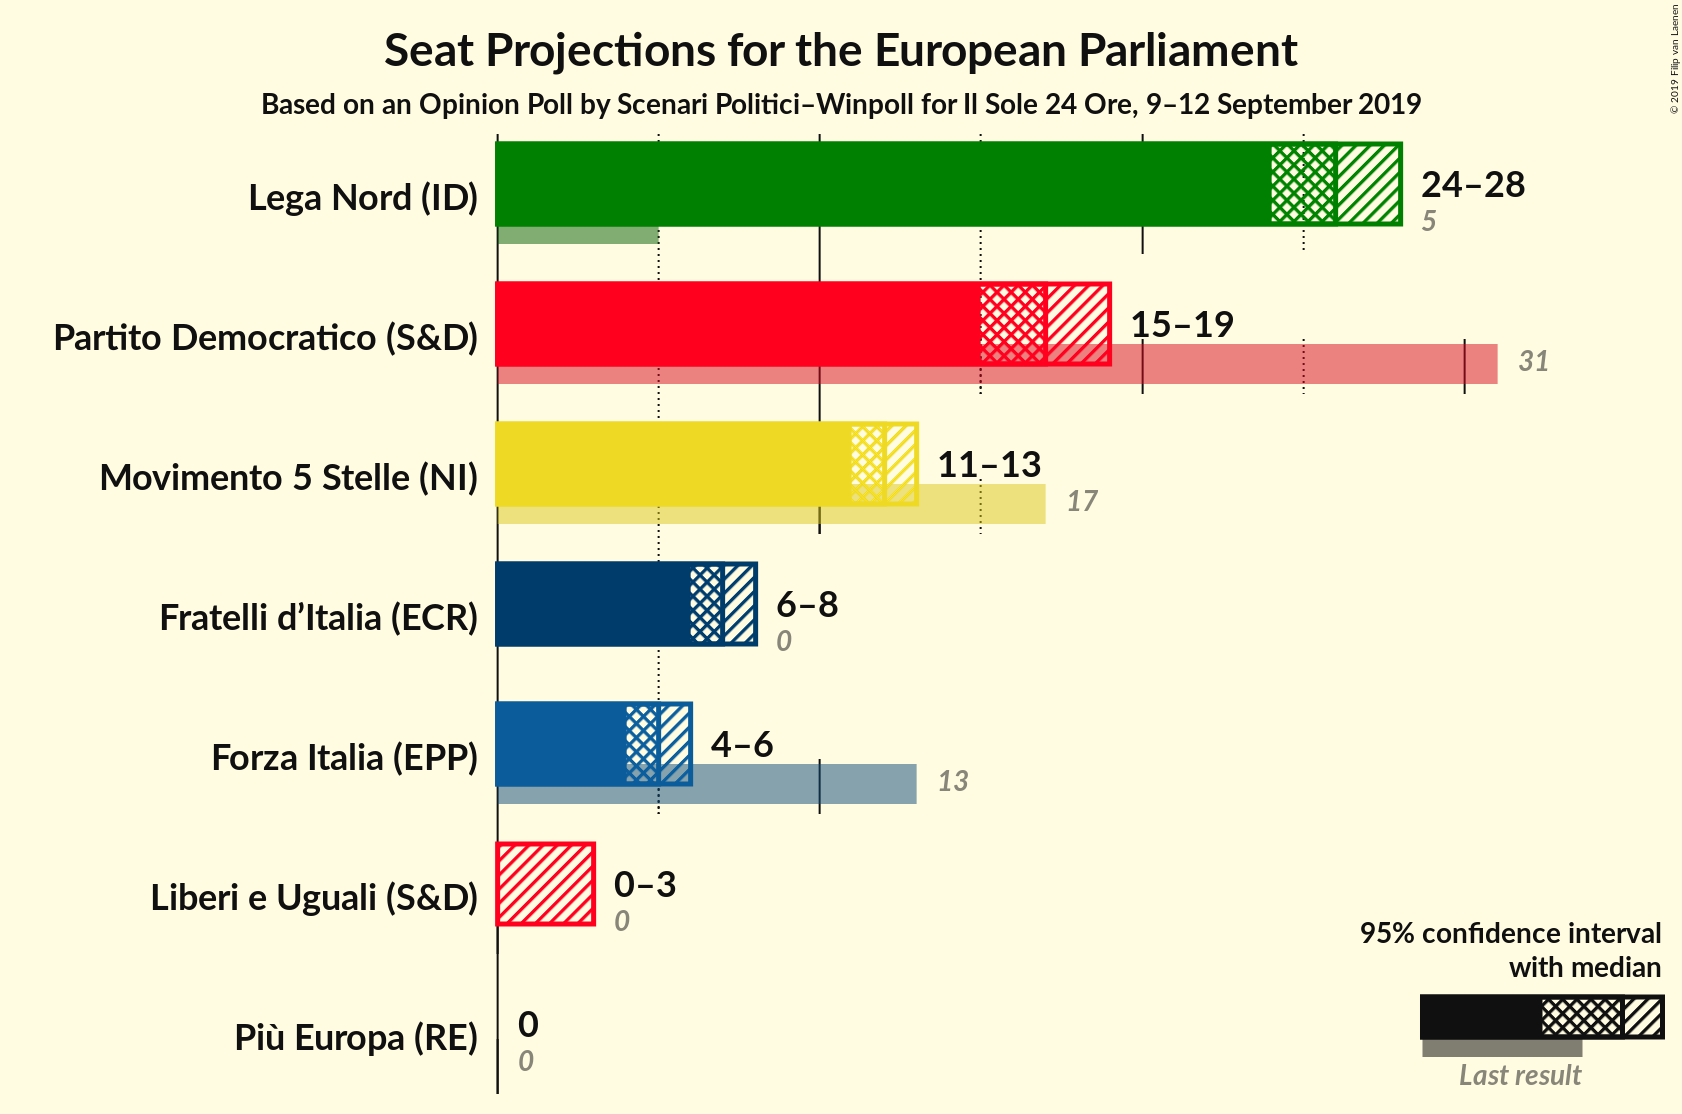 Seat Projections for the European Parliament
Based on an Opinion Poll by Scenari Politici–Winpoll for Il Sole 24 Ore, 9–12 September 2019
© 2019 Filip van Laenen
Lega Nord (ID)
24–28
5
Partito Democratico (S&D)
15–19
31
Movimento 5 Stelle (NI)
11–13
17
Fratelli d’Italia (ECR)
6–8
0
Forza Italia (EPP)
4–6
13
Liberi e Uguali (S&D)
0–3
0
Più Europa (RE)
0
0
95% confidence interval
with median
Last result